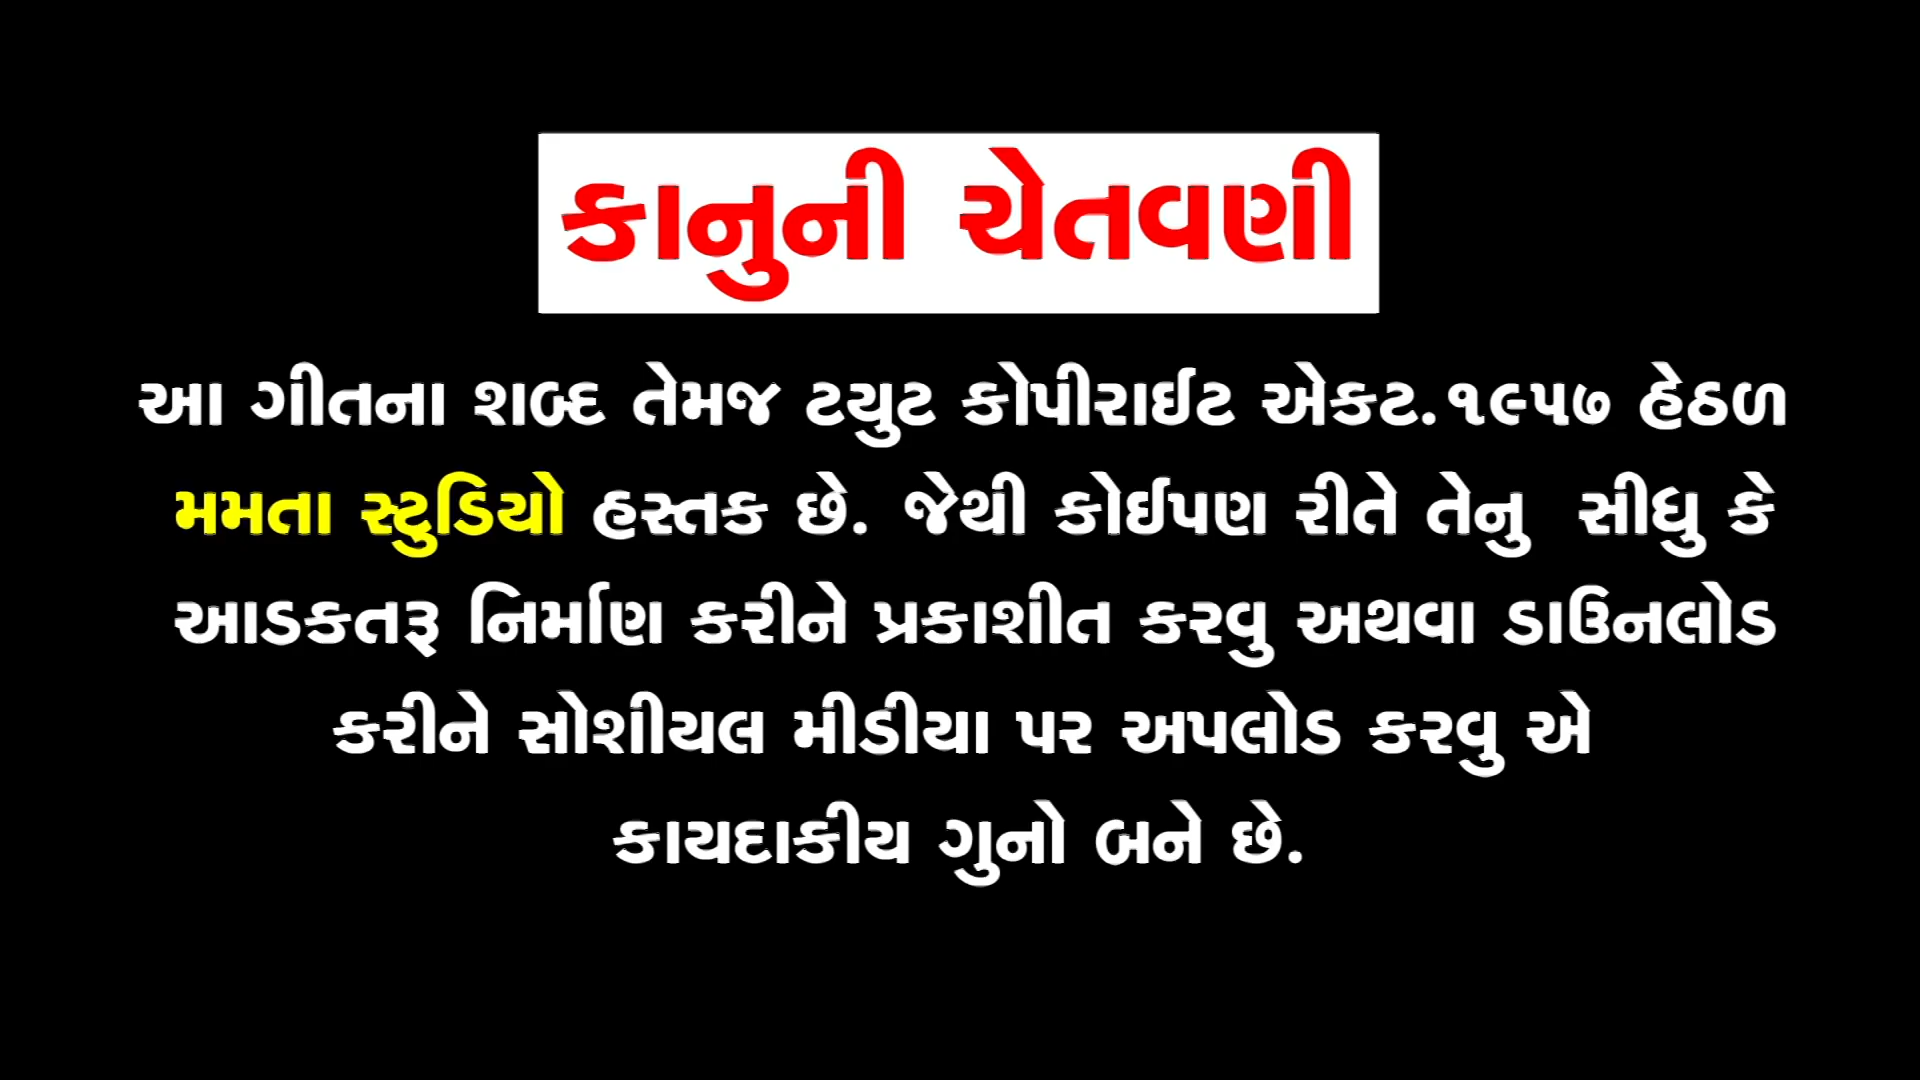 કાનુની ચેતવણી
આ ગીતના શબ્દ તેમજ ટયુટ કોપીરાઈટ એકટ.૧૯૫૭ હેઠળ
મમતા સ્ટુડિયો હસ્તક છે. જેથી કોઈપણ રીતે તેનુ સીધુ કે
આડકતરૂ નિર્માણ કરીને પ્રકાશીત કરવુ અથવા ડાઉનલોડ
કરીને સોશીયલ મીડીયા પર અપલોડ કરવુ એ
કાયદાકીય ગુનો બને છે.